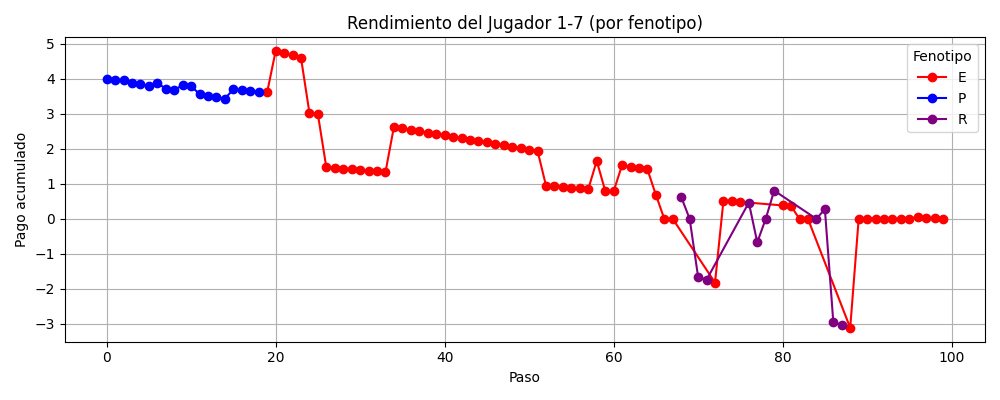 Rendimiento del Jugador 1-7 (por fenotipo)
Pago acumulado
5
4
3
2
1
0
−1
−2
−3
Fenotipo
E
P
R
0 20 40 60 80 100
Paso